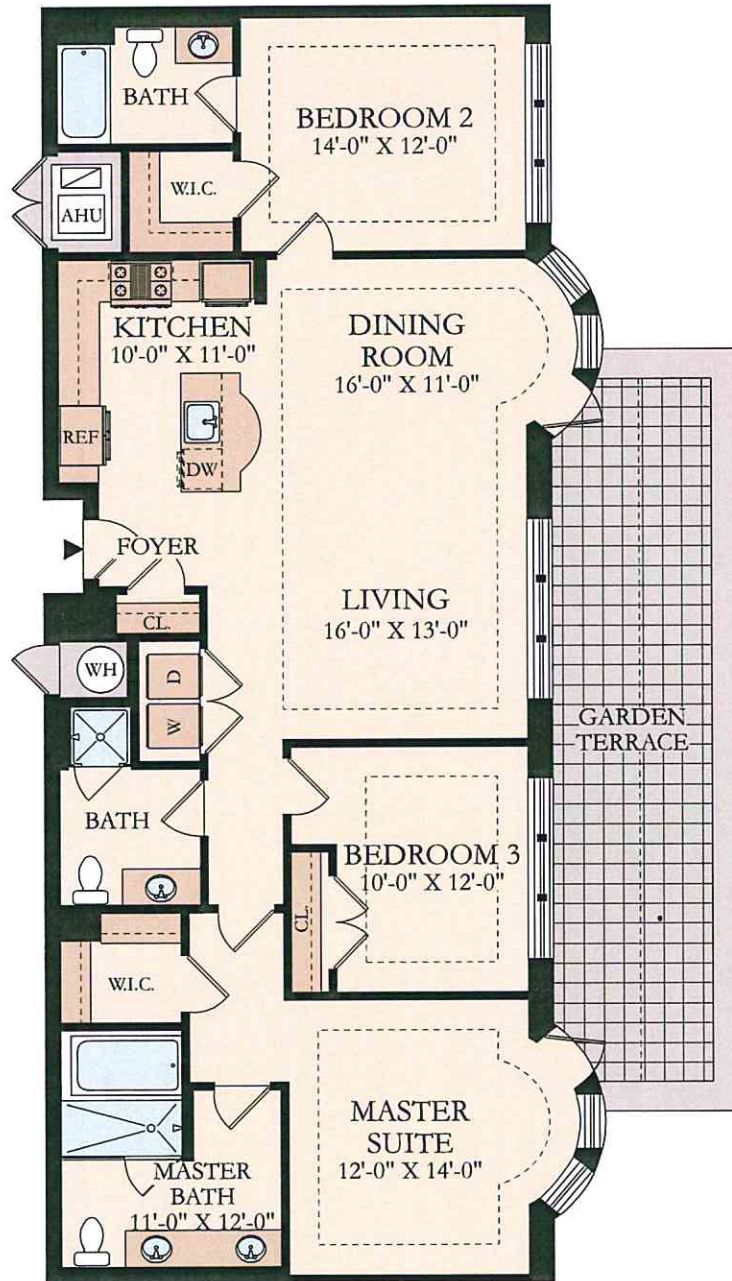 BATH
BEDROOM 2
14'-0" X 12'-0"
W.I.C.
AHU
KITCHEN
10'-0" X 11'-0"
DINING
ROOM
16'-0" X 11'-0"
REF
DW
FOYER
CL.
LIVING
16'-0" X 13'-0"
WH
D
W
GARDEN
TERRACE
BATH
BEDROOM 3
10'-0" X 12'-0"
CL.
W.I.C.
MASTER
SUITE
12'-0" X 14'-0"
MASTER
BATH
11'-0" X 12'-0"